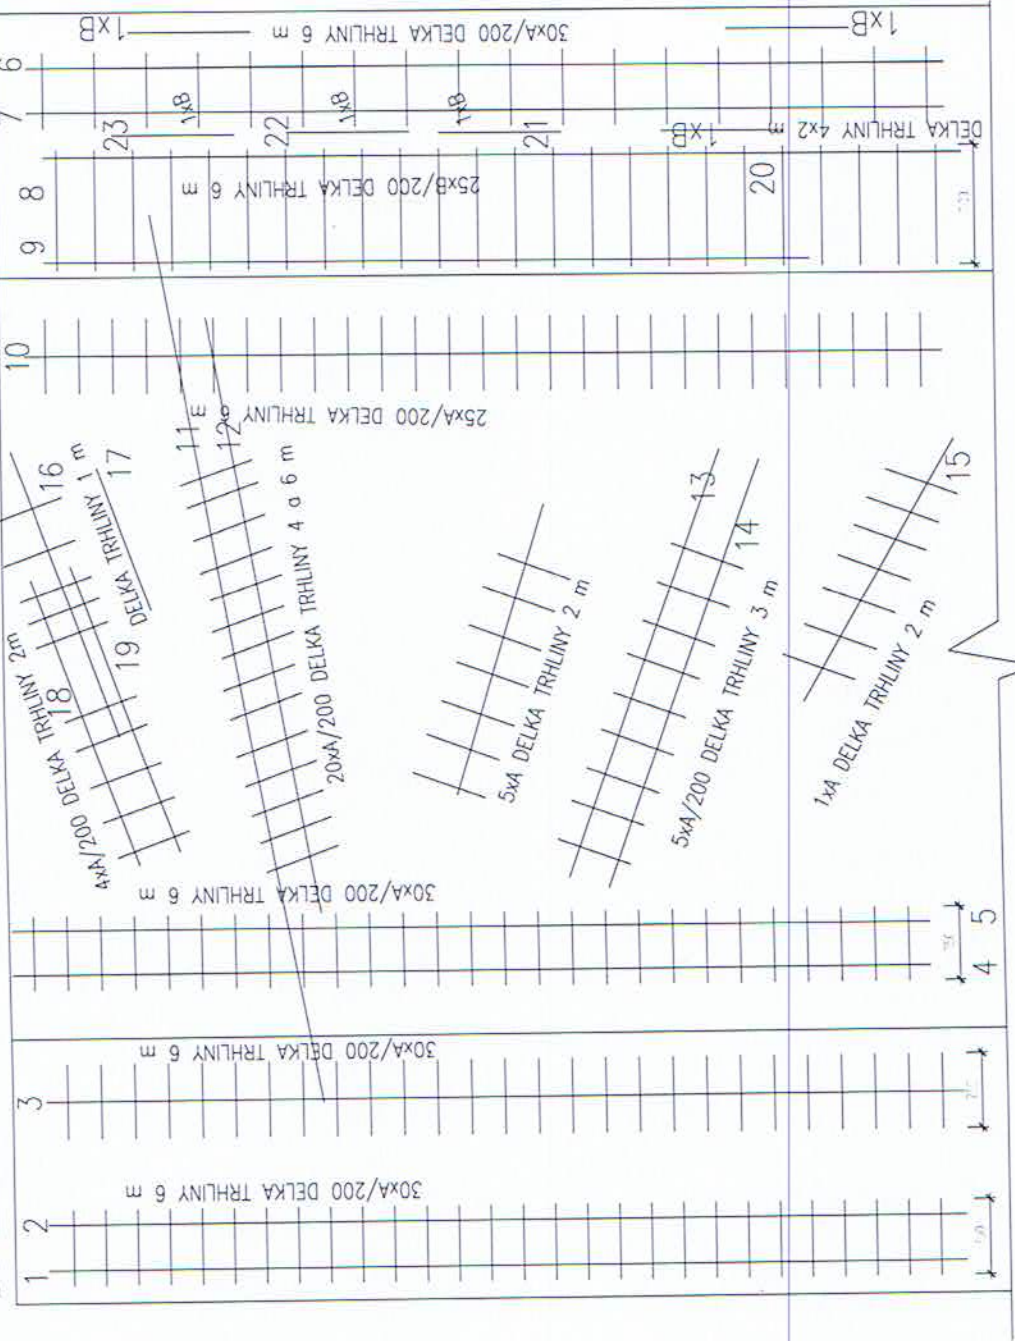 1xB
30xA/200 DELKA TRHLINY 6 m
1xB
6
7
23
1xB
22
1xB
1xB
21
1xB
DELKA TRHLINY 4x2 m
8
25xB/200 DELKA TRHLINY 6 m
20
9
10
25xA/200 DELKA TRHLINY 6 m
11
12
16
DELKA TRHLINY 1 m
17
18
19
4xA/200 DELKA TRHLINY 2m
20xA/200 DELKA TRHLINY 4 a 6 m
5xA DELKA TRHLINY 2 m
13
14
5xA/200 DELKA TRHLINY 3 m
15
1xA DELKA TRHLINY 2 m
30xA/200 DELKA TRHLINY 6 m
5
4
30xA/200 DELKA TRHLINY 6 m
3
30xA/200 DELKA TRHLINY 6 m
2
1